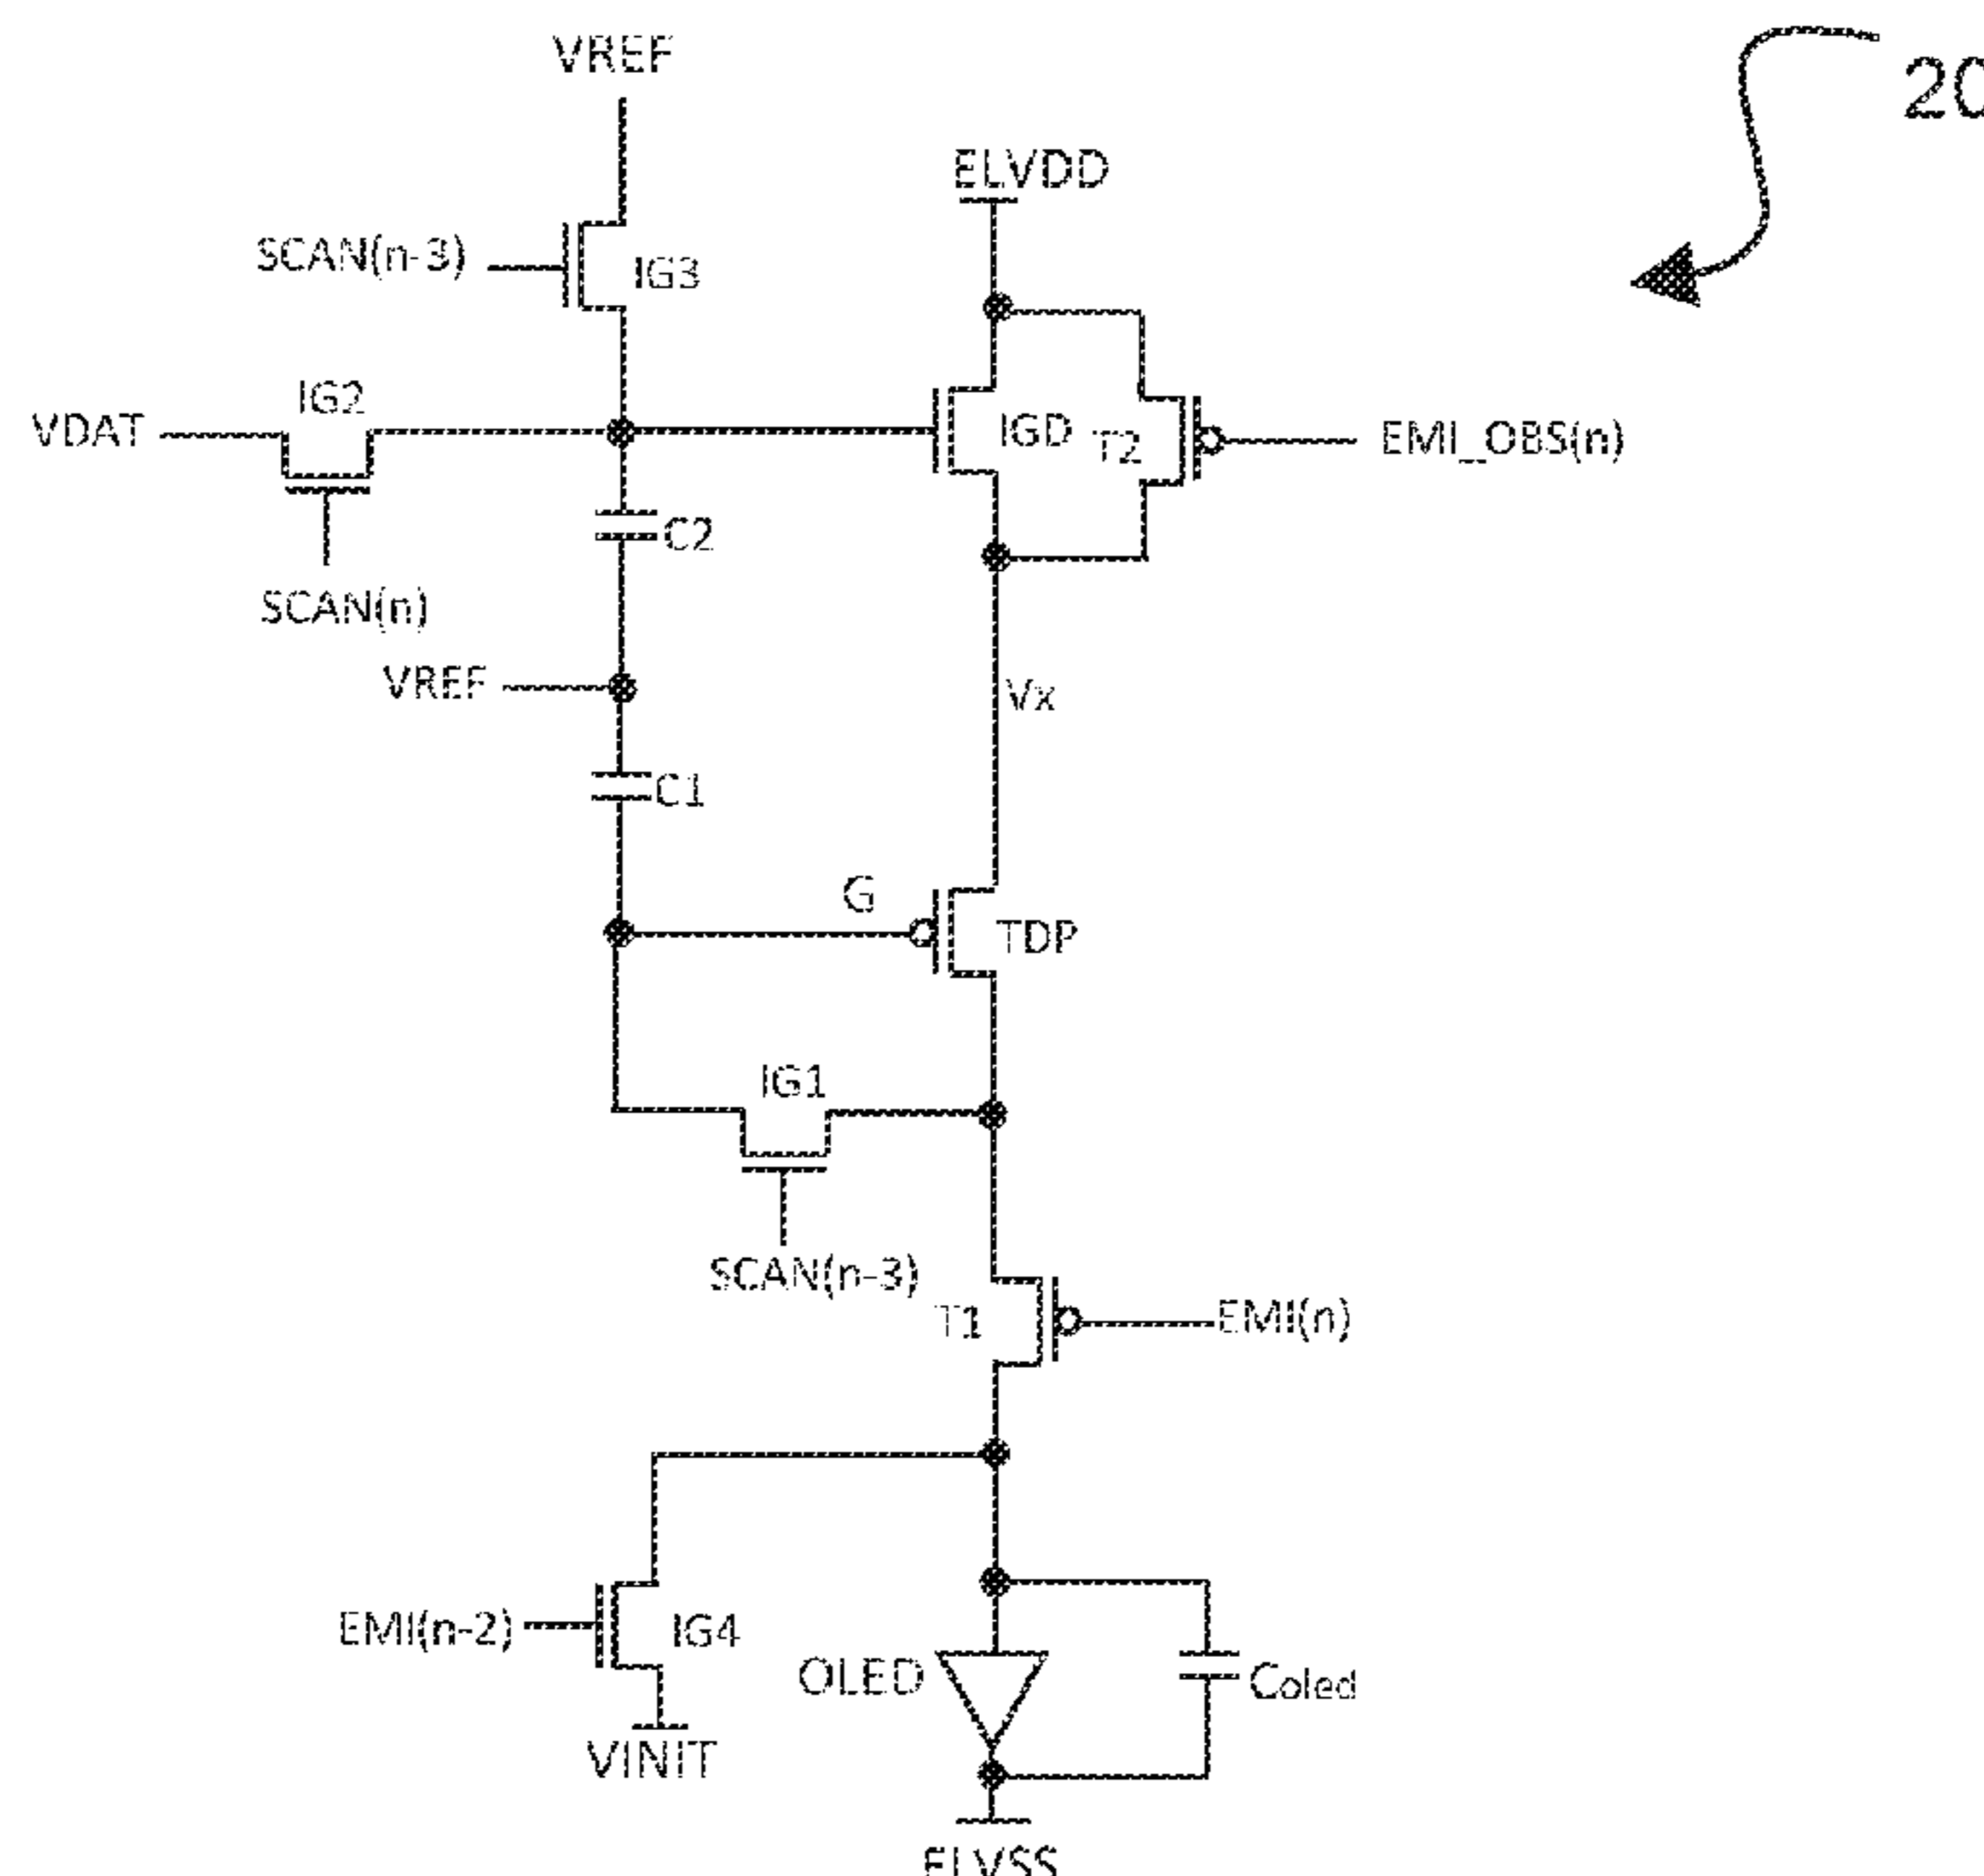 VREF
20
ELVDD
SCAN(n-3)
IG3
IG2
VDAT
IGD
T2
EMI_OBS(n)
C2
SCAN(n)
VREF
Vx
C1
G
TDP
IG1
SCAN(n-3)
T1
EMI(n)
EMI(n-2)
IG4
OLED
Coled
VINIT
ELVSS